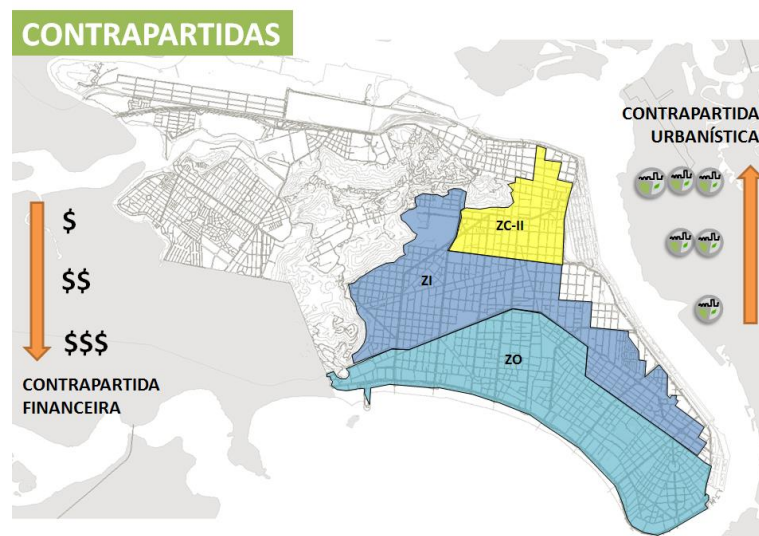 CONTRAPARTIDAS
CONTRAPARTIDA
URBANÍSTICA
$
$$
$$$
CONTRAPARTIDA
FINANCEIRA
ZC-II
ZI
ZO